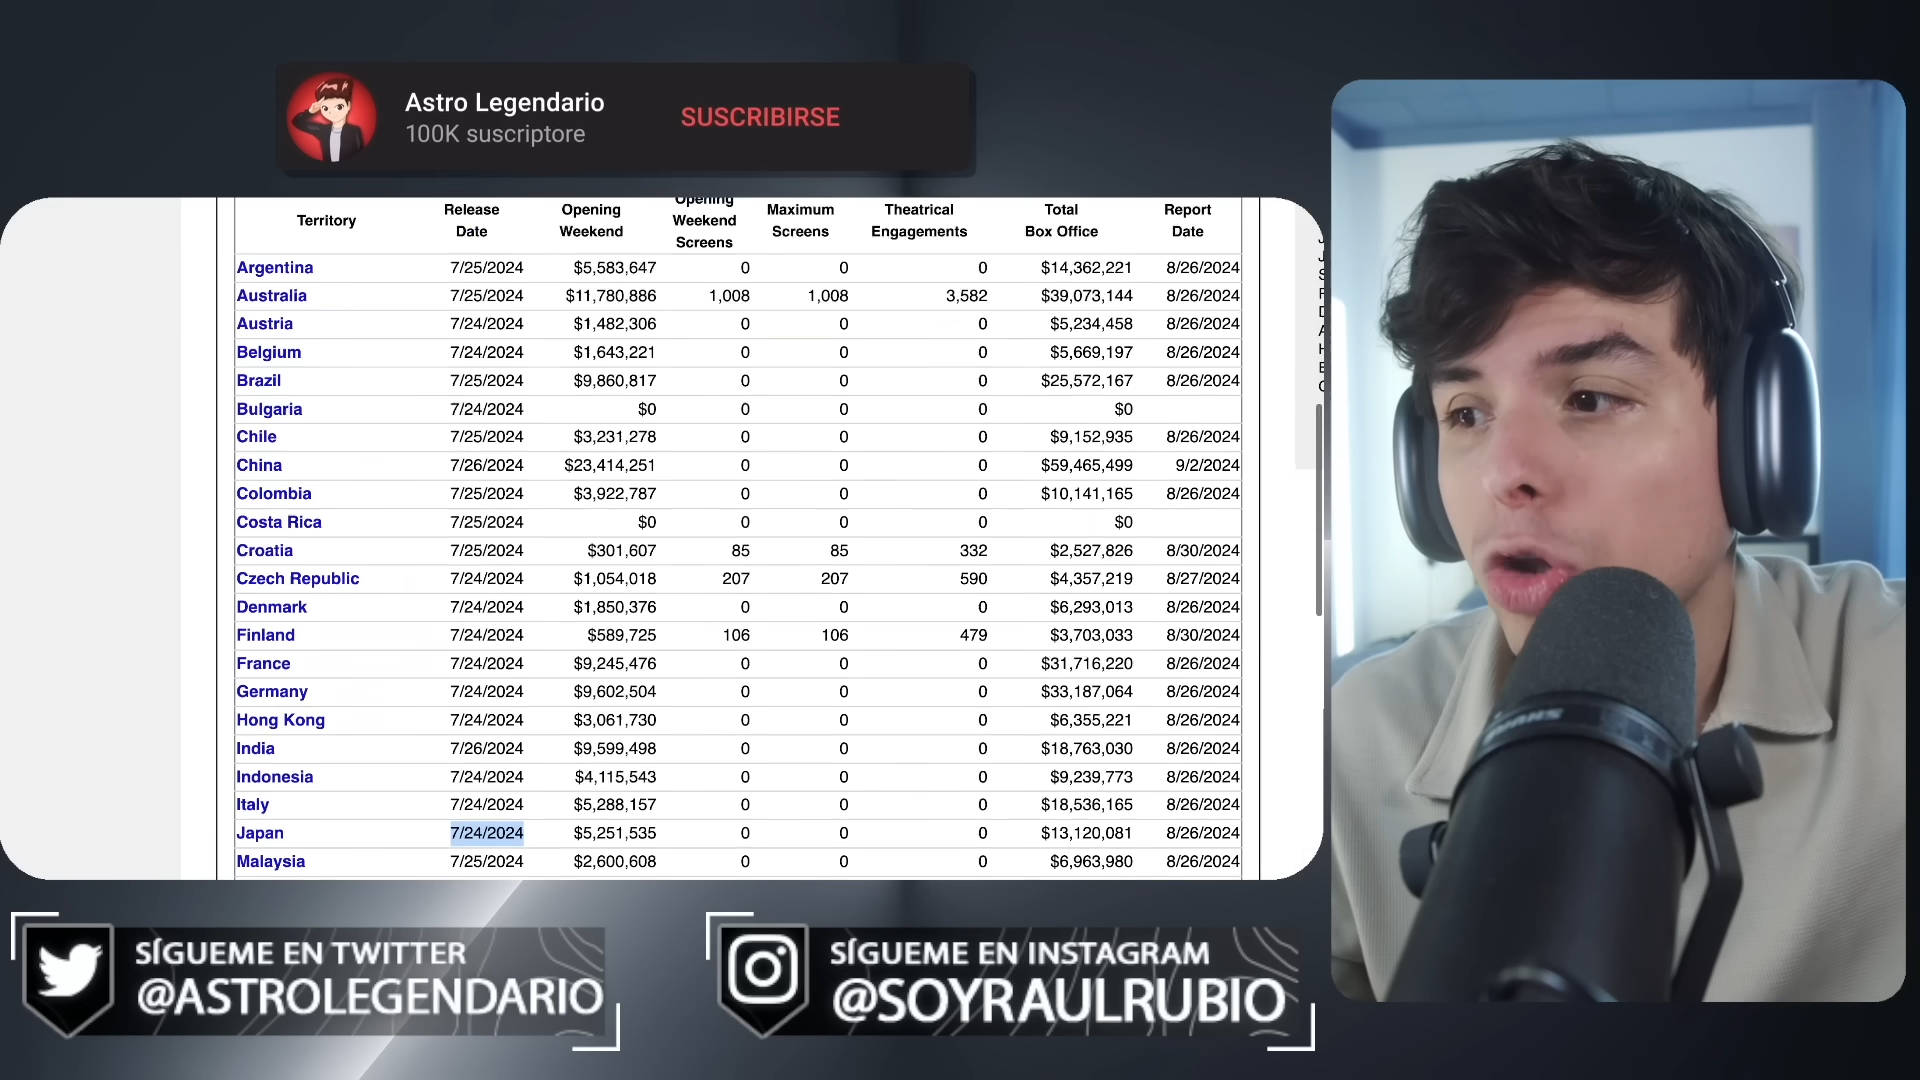 Astro Legendario
100K suscriptore
SUSCRIBIRSE
Territory Release Date Opening Weekend Opening Weekend Screens Maximum Screens Theatrical Engagements Total Box Office Report Date
Argentina 7/25/2024 $5,583,647 0 0 0 $14,362,221 8/26/2024
Australia 7/25/2024 $11,780,886 1,008 1,008 3,582 $39,073,144 8/26/2024
Austria 7/24/2024 $1,482,306 0 0 0 $5,234,458 8/26/2024
Belgium 7/24/2024 $1,643,221 0 0 0 $5,669,197 8/26/2024
Brazil 7/25/2024 $9,860,817 0 0 0 $25,572,167 8/26/2024
Bulgaria 7/24/2024 $0 0 0 0 $0
Chile 7/25/2024 $3,231,278 0 0 0 $9,152,935 8/26/2024
China 7/26/2024 $23,414,251 0 0 0 $59,465,499 9/2/2024
Colombia 7/25/2024 $3,922,787 0 0 0 $10,141,165 8/26/2024
Costa Rica 7/25/2024 $0 0 0 0 $0
Croatia 7/25/2024 $301,607 85 85 332 $2,527,826 8/30/2024
Czech Republic 7/24/2024 $1,054,018 207 207 590 $4,357,219 8/27/2024
Denmark 7/24/2024 $1,850,376 0 0 0 $6,293,013 8/26/2024
Finland 7/24/2024 $589,725 106 106 479 $3,703,033 8/30/2024
France 7/24/2024 $9,245,476 0 0 0 $31,716,220 8/26/2024
Germany 7/24/2024 $9,602,504 0 0 0 $33,187,064 8/26/2024
Hong Kong 7/24/2024 $3,061,730 0 0 0 $6,355,221 8/26/2024
India 7/26/2024 $9,599,498 0 0 0 $18,763,030 8/26/2024
Indonesia 7/24/2024 $4,115,543 0 0 0 $9,239,773 8/26/2024
Italy 7/24/2024 $5,288,157 0 0 0 $18,536,165 8/26/2024
Japan 7/24/2024 $5,251,535 0 0 0 $13,120,081 8/26/2024
Malaysia 7/25/2024 $2,600,608 0 0 0 $6,963,980 8/26/2024
SÍGUEME EN TWITTER
@ASTROLEGENDARIO
SÍGUEME EN INSTAGRAM
@SOYRAULRUBIO